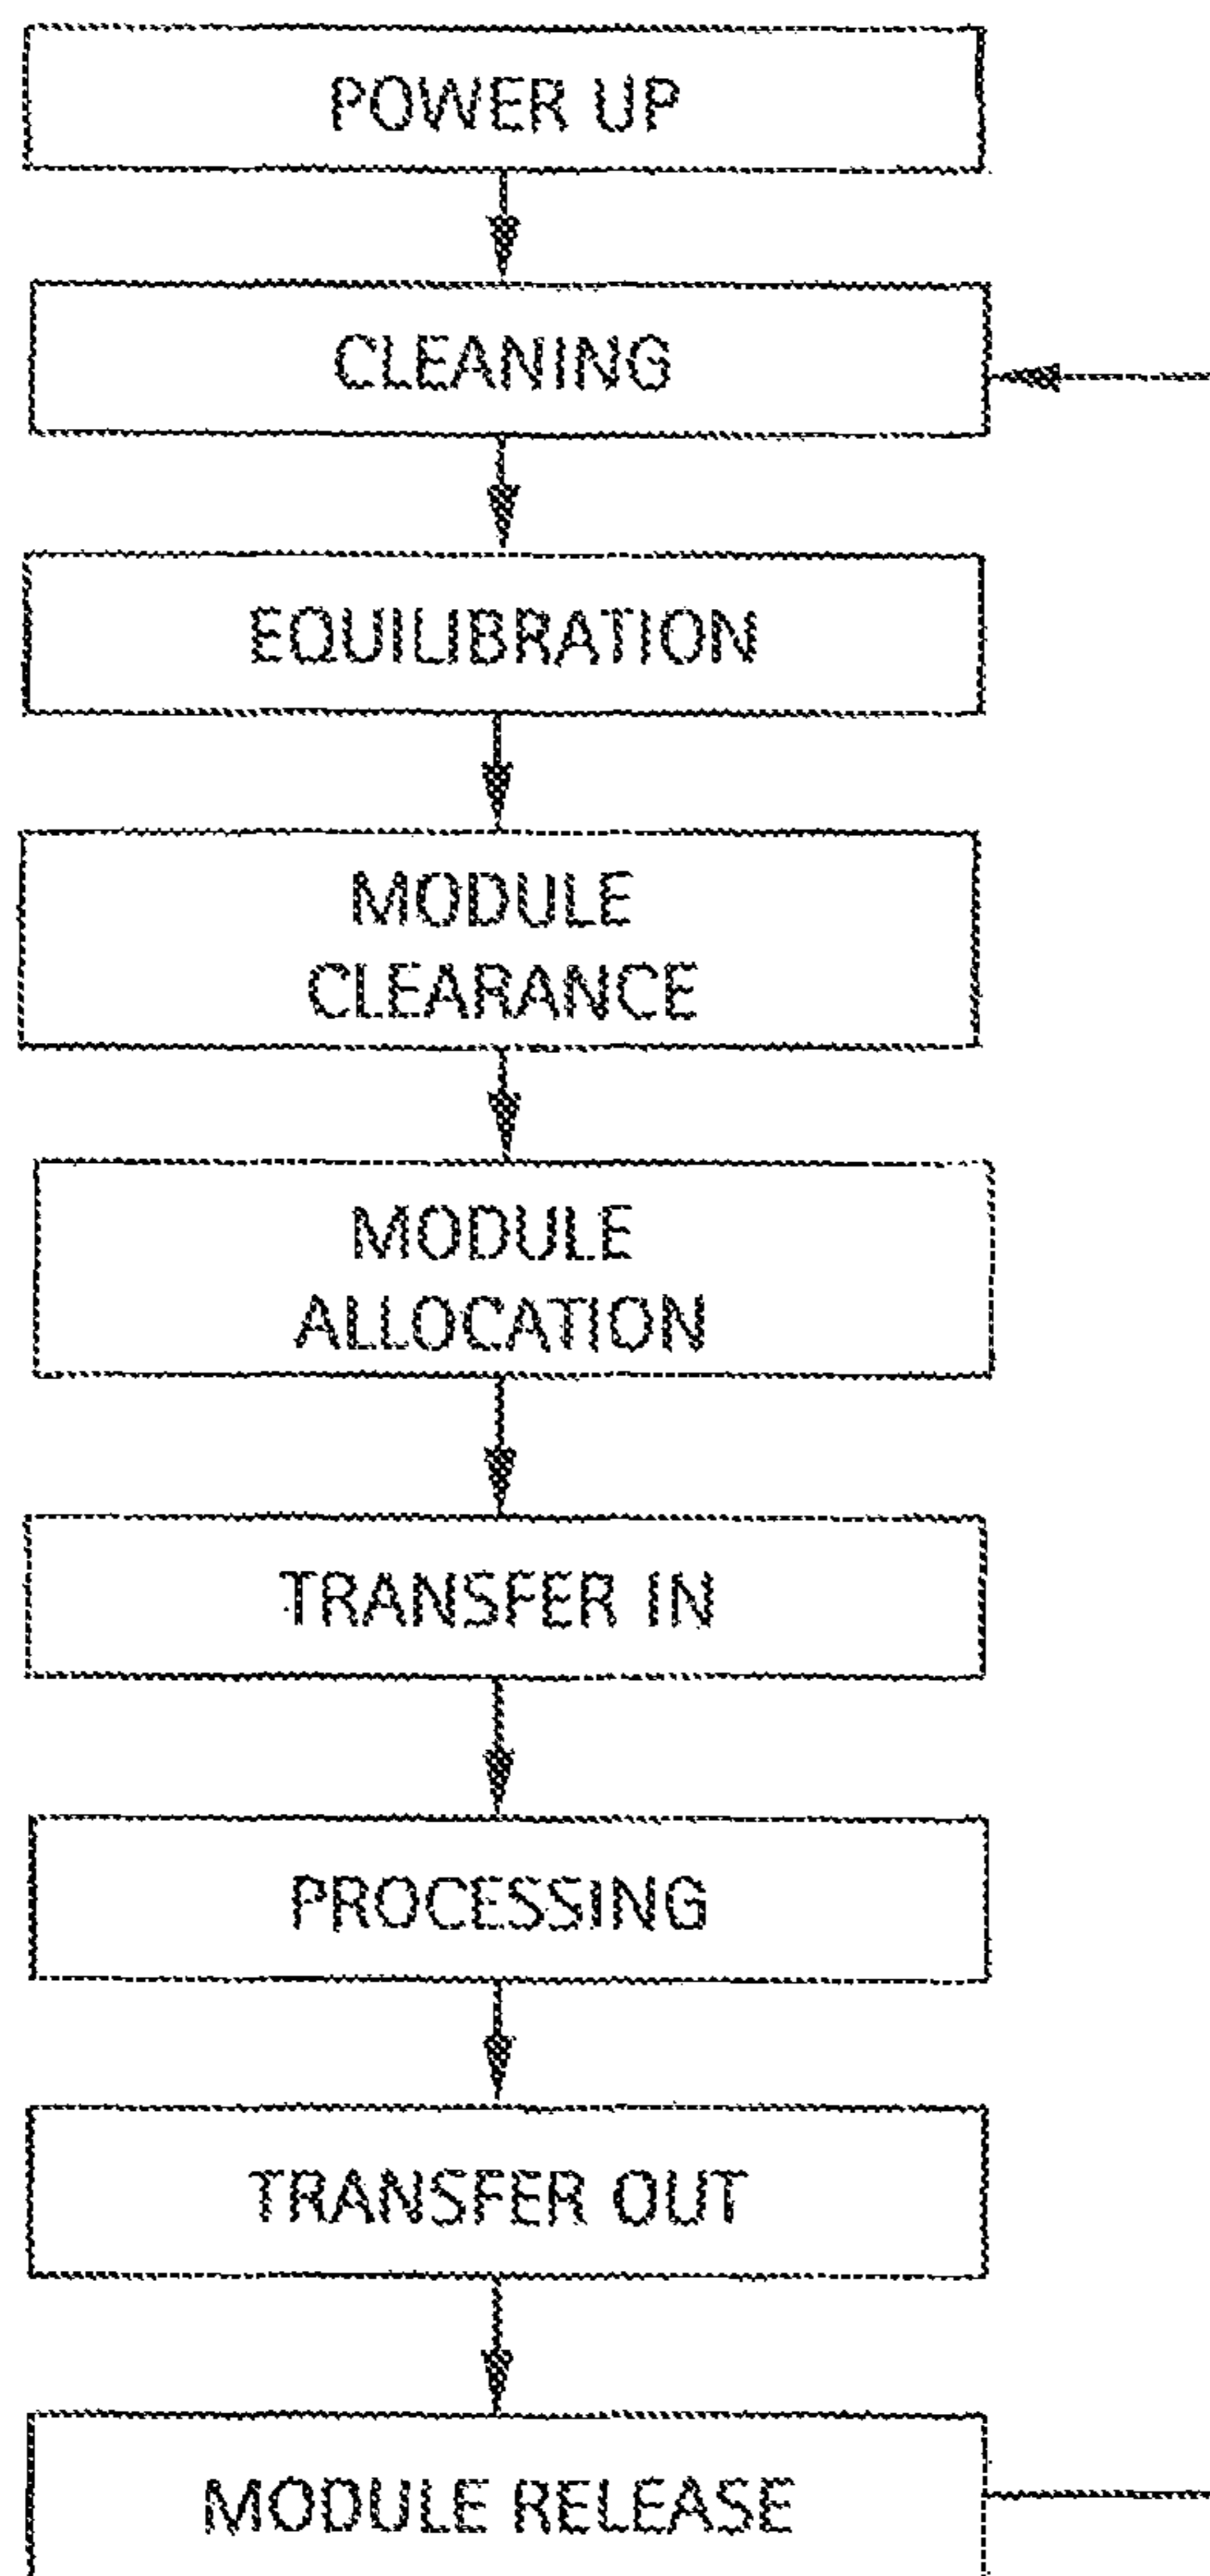 POWER UP
CLEANING
EQUILIBRATION
MODULE
CLEARANCE
MODULE
ALLOCATION
TRANSFER IN
PROCESSING
TRANSFER OUT
MODULE RELEASE